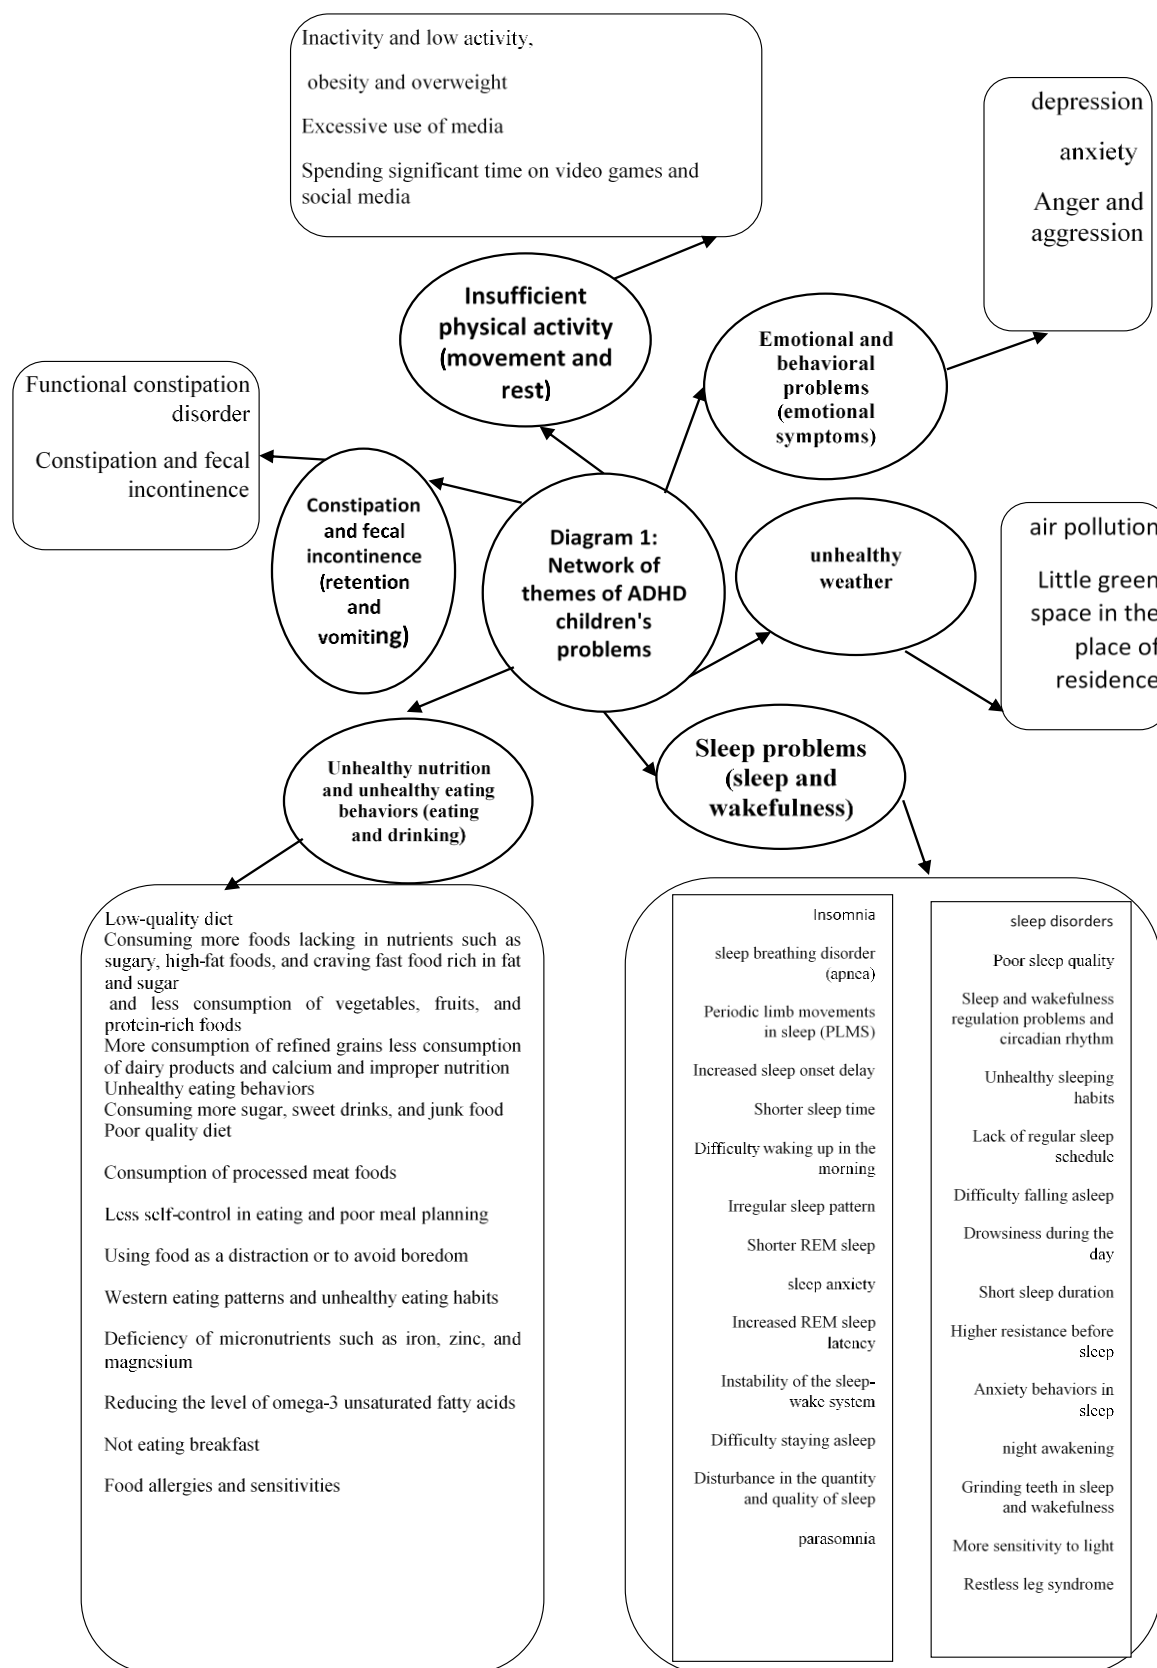 Inactivity and low activity,
obesity and overweight
Excessive use of media
Spending significant time on video games and
social media
depression
anxiety
Anger and
aggression
Insufficient
physical activity
(movement and
rest)
Emotional and
behavioral
problems
(emotional
symptoms)
Functional constipation
disorder
Constipation and fecal
incontinence
Constipation
and fecal
incontinence
(retention
and
vomiting)
Diagram 1:
Network of
themes of ADHD
children's
problems
unhealthy
weather
air pollution
Little green
space in the
place of
residence
Unhealthy nutrition
and unhealthy eating
behaviors (eating
and drinking)
Sleep problems
(sleep and
wakefulness)
Low-quality diet
Consuming more foods lacking in nutrients such as
sugary, high-fat foods, and craving fast food rich in fat
and sugar
and less consumption of vegetables, fruits, and
protein-rich foods
More consumption of refined grains less consumption
of dairy products and calcium and improper nutrition
Unhealthy eating behaviors
Consuming more sugar, sweet drinks, and junk food
Poor quality diet
Consumption of processed meat foods
Less self-control in eating and poor meal planning
Using food as a distraction or to avoid boredom
Western eating patterns and unhealthy eating habits
Deficiency of micronutrients such as iron, zinc, and
magnesium
Reducing the level of omega-3 unsaturated fatty acids
Not eating breakfast
Food allergies and sensitivities
Insomnia
sleep breathing disorder
(apnea)
Periodic limb movements
in sleep (PLMS)
Increased sleep onset delay
Shorter sleep time
Difficulty waking up in the
morning
Irregular sleep pattern
Shorter REM sleep
sleep anxiety
Increased REM sleep
latency
Instability of the sleep-
wake system
Difficulty staying asleep
Disturbance in the quantity
and quality of sleep
parasomnia
sleep disorders
Poor sleep quality
Sleep and wakefulness
regulation problems and
circadian rhythm
Unhealthy sleeping
habits
Lack of regular sleep
schedule
Difficulty falling asleep
Drowsiness during the
day
Short sleep duration
Higher resistance before
sleep
Anxiety behaviors in
sleep
night awakening
Grinding teeth in sleep
and wakefulness
More sensitivity to light
Restless leg syndrome